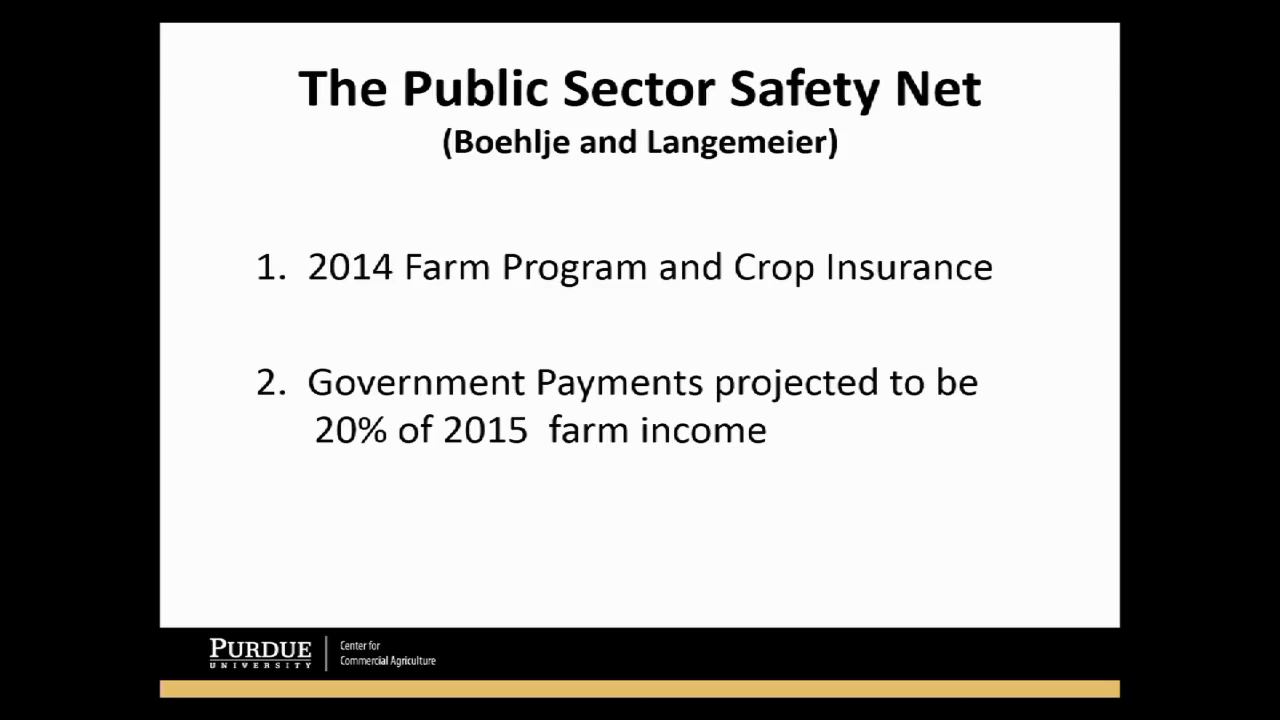 The Public Sector Safety Net
(Boehlje and Langemeier)
1. 2014 Farm Program and Crop Insurance
2. Government Payments projected to be
20% of 2015 farm income
PURDUE
UNIVERSITY
Center for
Commercial Agriculture